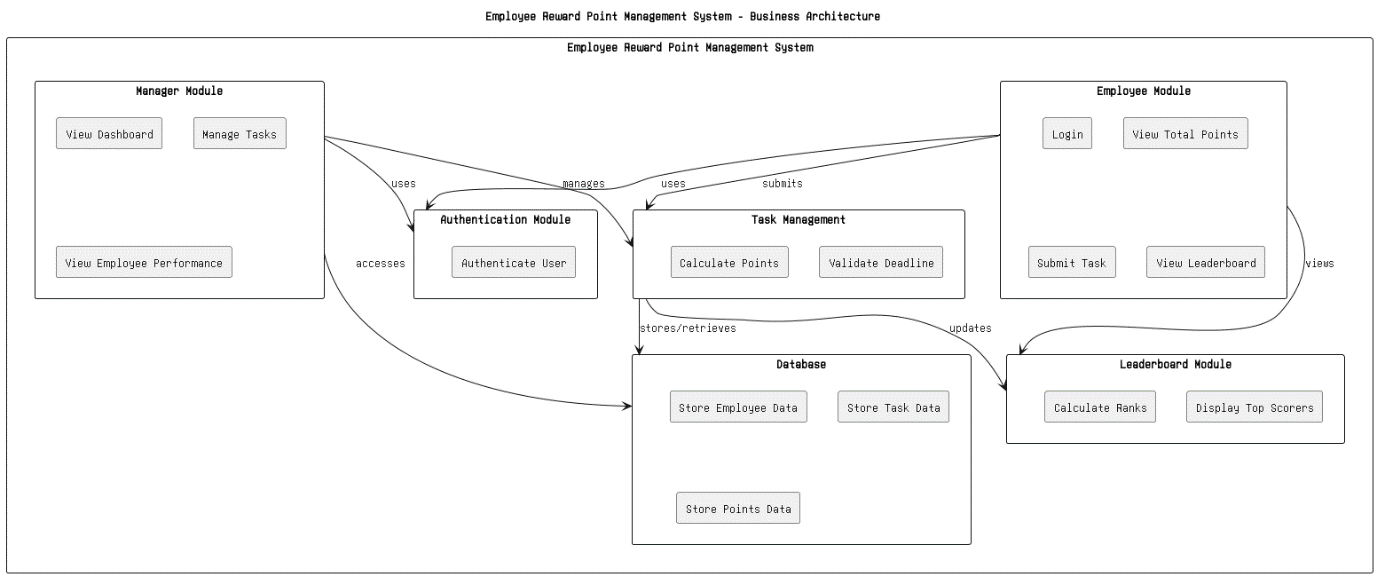 Employee Reward Point Management System - Business Architecture
Employee Reward Point Management System
Manager Module
Employee Module
View Dashboard
Manage Tasks
Login
View Total Points
uses
manages
uses
submits
Authentication Module
Task Management
View Employee Performance
accesses
Authenticate User
Calculate Points
Validate Deadline
Submit Task
View Leaderboard
views
stores/retrieves
updates
Database
Leaderboard Module
Store Employee Data
Store Task Data
Calculate Ranks
Display Top Scorers
Store Points Data